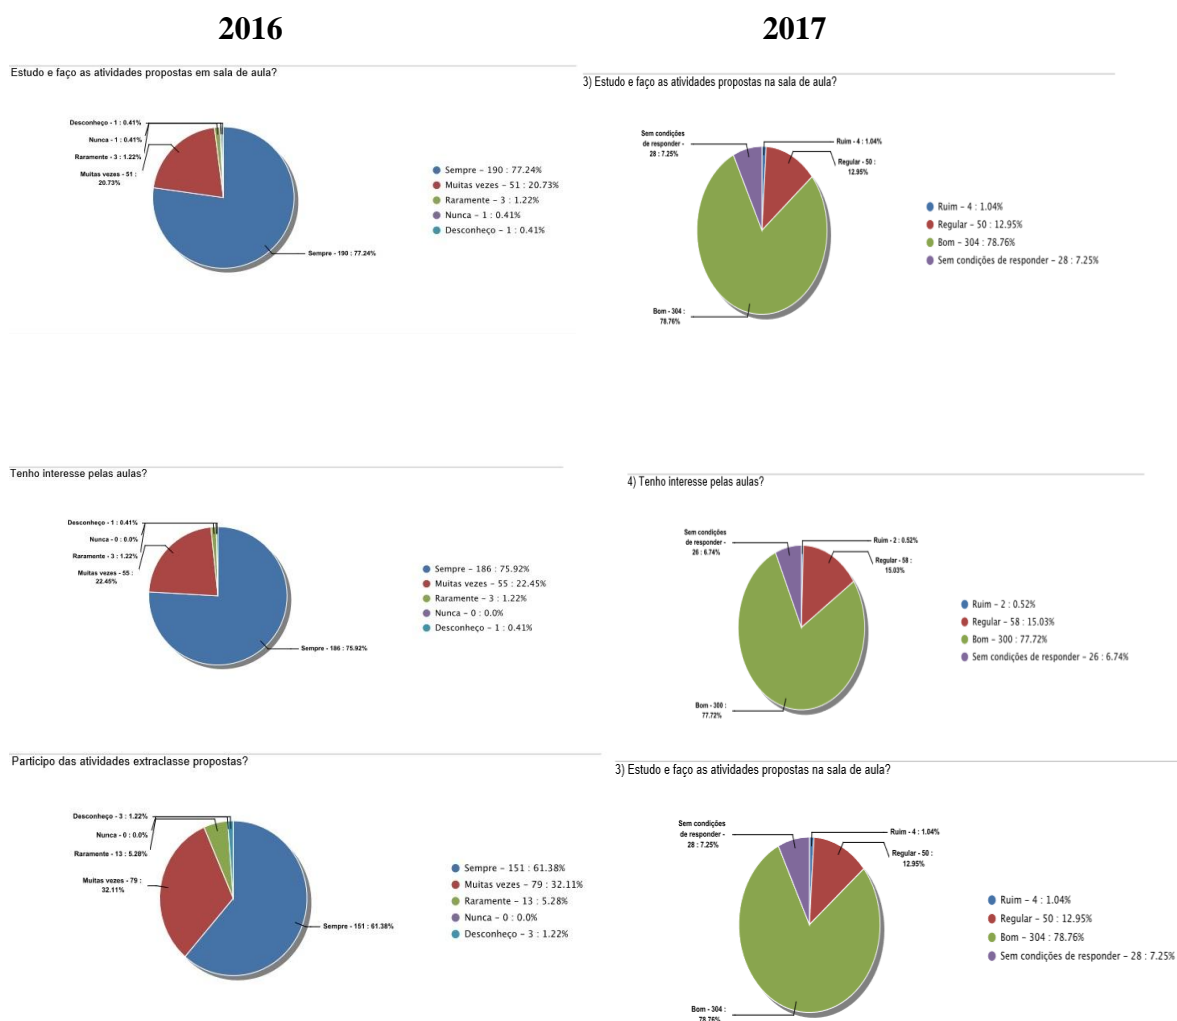 2016
2017
Estudo e faço as atividades propostas em sala de aula?
Desconheço - 1 : 0.41%
Nunca - 1 : 0.41%
Raramente - 3 : 1.22%
Muitas vezes - 51 :
20.73%
Sempre - 190 : 77.24%
Sempre – 190 : 77.24%
Muitas vezes – 51 : 20.73%
Raramente – 3 : 1.22%
Nunca – 1 : 0.41%
Desconheço – 1 : 0.41%
3) Estudo e faço as atividades propostas na sala de aula?
Sem condições
de responder -
28 : 7.25%
Ruim - 4 : 1.04%
Regular - 50 :
12.95%
Bom - 304 :
78.76%
Ruim – 4 : 1.04%
Regular – 50 : 12.95%
Bom – 304 : 78.76%
Sem condições de responder – 28 : 7.25%
Tenho interesse pelas aulas?
Desconheço - 1 : 0.41%
Nunca - 0 : 0.0%
Raramente - 3 : 1.22%
Muitas vezes - 55 :
22.45%
Sempre - 186 : 75.92%
Sempre – 186 : 75.92%
Muitas vezes – 55 : 22.45%
Raramente – 3 : 1.22%
Nunca – 0 : 0.0%
Desconheço – 1 : 0.41%
4) Tenho interesse pelas aulas?
Sem condições
de responder -
26 : 6.74%
Ruim - 2 : 0.52%
Regular - 58 :
15.03%
Bom - 300 :
77.72%
Ruim – 2 : 0.52%
Regular – 58 : 15.03%
Bom – 300 : 77.72%
Sem condições de responder – 26 : 6.74%
Participo das atividades extraclasse propostas?
Desconheço - 3 : 1.22%
Nunca - 0 : 0.0%
Raramente - 13 : 5.28%
Muitas vezes - 79 :
32.11%
Sempre - 151 : 61.38%
Sempre – 151 : 61.38%
Muitas vezes – 79 : 32.11%
Raramente – 13 : 5.28%
Nunca – 0 : 0.0%
Desconheço – 3 : 1.22%
3) Estudo e faço as atividades propostas na sala de aula?
Sem condições
de responder -
28 : 7.25%
Ruim - 4 : 1.04%
Regular - 50 :
12.95%
Bom - 304 :
78.76%
Ruim – 4 : 1.04%
Regular – 50 : 12.95%
Bom – 304 : 78.76%
Sem condições de responder – 28 : 7.25%